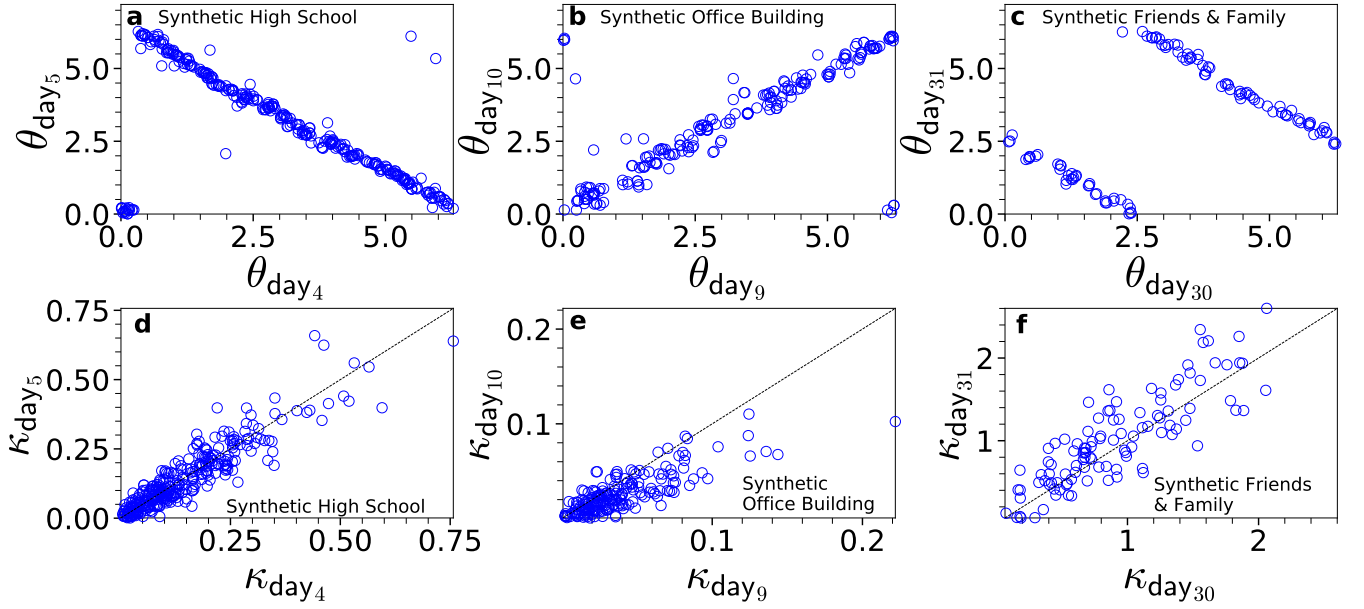 a Synthetic High School
b Synthetic Office Building
c Synthetic Friends & Family
θday5
5.0
2.5
0.0
0.0 2.5 5.0
θday4
θday10
5.0
2.5
0.0
0.0 2.5 5.0
θday9
θday31
5.0
2.5
0.0
0.0 2.5 5.0
θday30
d
κday5
0.75
0.50
0.25
0.00
Synthetic High School
0.25 0.50 0.75
κday4
e
κday10
0.2
0.1
Synthetic
Office Building
0.1 0.2
κday9
f
κday31
2
1
Synthetic Friends
& Family
1 2
κday30